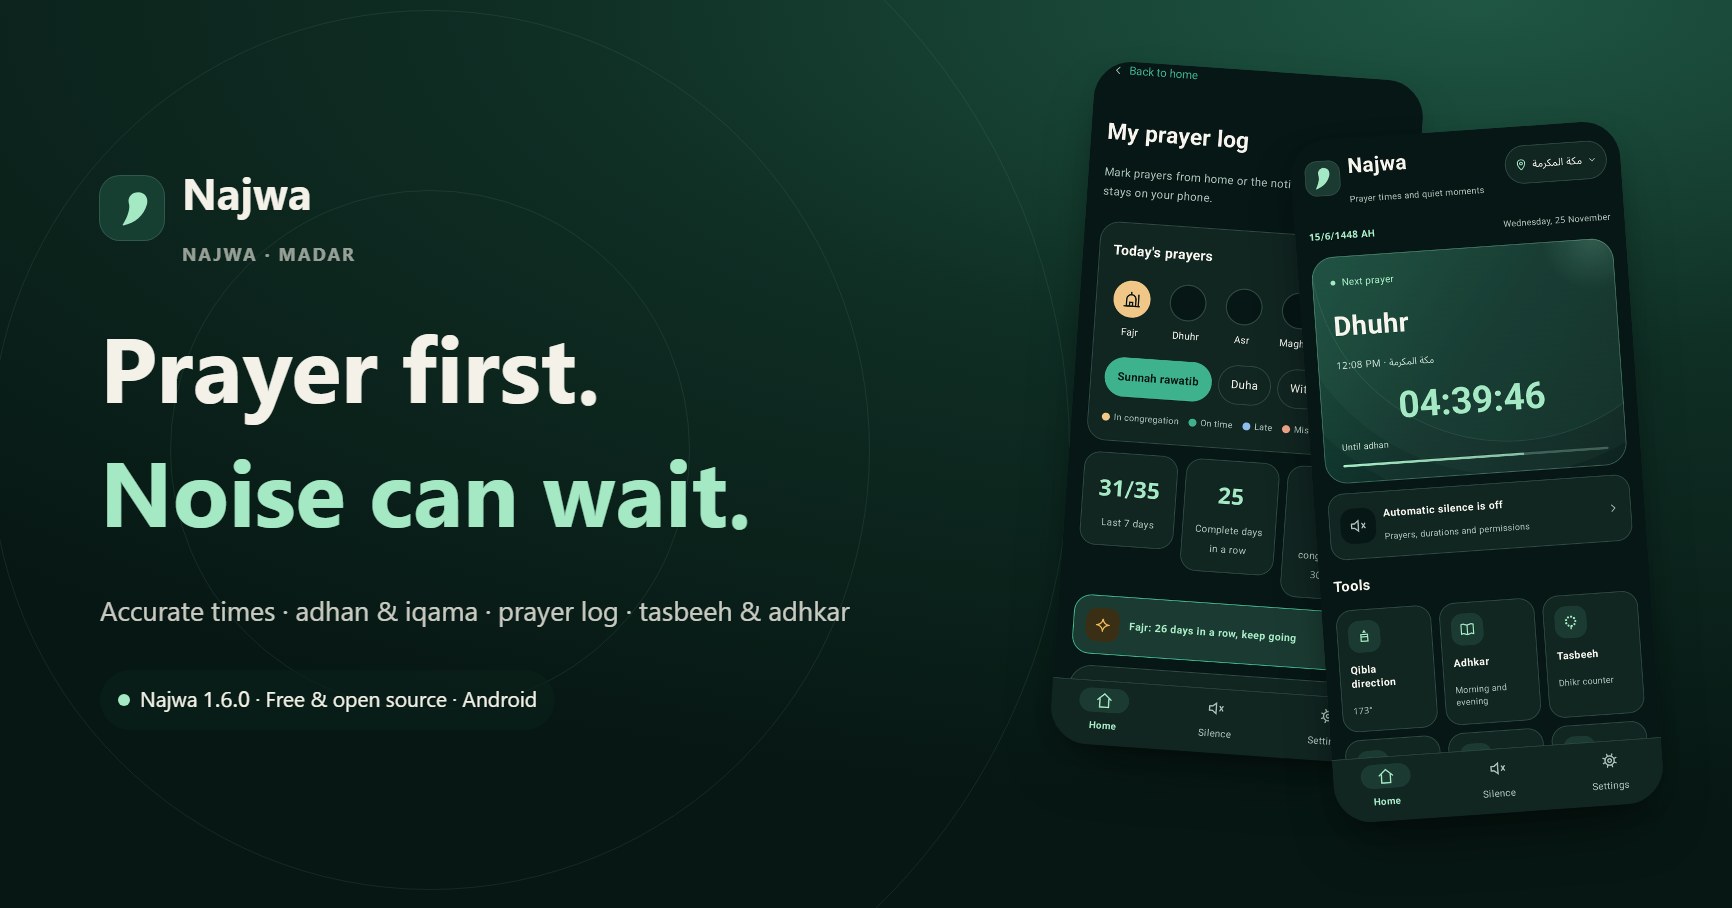 Najwa
NAJWA · MADAR
Prayer first.
Noise can wait.
Accurate times · adhan & iqama · prayer log · tasbeeh & adhkar
Najwa 1.6.0 · Free & open source · Android
Back to home
My prayer log
Mark prayers from home or the noti
stays on your phone.
Today's prayers
Fajr
Dhuhr
Asr
Magh
Sunnah rawatib
Duha
Wit
In congregation
On time
Late
Mis
31/35
Last 7 days
25
Complete days
in a row
cong
30
Fajr: 26 days in a row, keep going
Home
Silence
Settin
Najwa
Prayer times and quiet moments
مكة المكرمة
15/6/1448 AH
Wednesday, 25 November
Next prayer
Dhuhr
12:08 PM · مكة المكرمة
04:39:46
Until adhan
Automatic silence is off
Prayers, durations and permissions
Tools
Qibla
direction
173°
Adhkar
Morning and
evening
Tasbeeh
Dhikr counter
Home
Silence
Settings